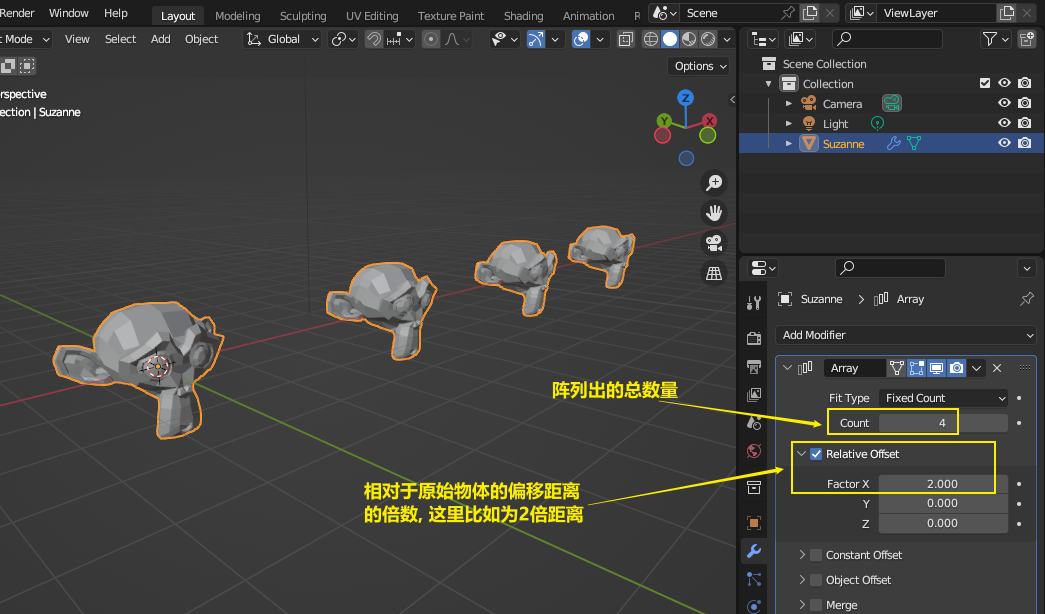 Render Window Help Layout Modeling Sculpting UV Editing Texture Paint Shading Animation R Scene ViewLayer
t Mode View Select Add Object Global
Options
rspective
ection | Suzanne
Z
Y
X
Scene Collection
Collection
Camera
Light
Suzanne
Suzanne > Array
Add Modifier
Array
Fit Type Fixed Count
Count 4
Relative Offset
Factor X 2.000
Y 0.000
Z 0.000
Constant Offset
Object Offset
Merge
阵列出的总数量
相对于原始物体的偏移距离
的倍数, 这里比如为2倍距离